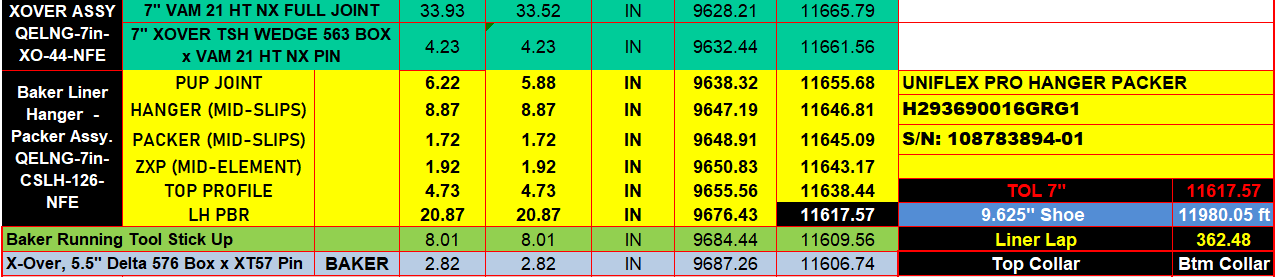 XOVER ASSY
QELNG-7in-
XO-44-NFE
7" VAM 21 HT NX FULL JOINT 33.93 33.52 IN 9628.21 11665.79
7" XOVER TSH WEDGE 563 BOX
x VAM 21 HT NX PIN 4.23 4.23 IN 9632.44 11661.56
Baker Liner
Hanger -
Packer Assy.
QELNG-7in-
CSLH-126-
NFE
PUP JOINT 6.22 5.88 IN 9638.32 11655.68 UNIFLEX PRO HANGER PACKER
HANGER (MID-SLIPS) 8.87 8.87 IN 9647.19 11646.81 H293690016GRG1
PACKER (MID-SLIPS) 1.72 1.72 IN 9648.91 11645.09 S/N: 108783894-01
ZXP (MID-ELEMENT) 1.92 1.92 IN 9650.83 11643.17
TOP PROFILE 4.73 4.73 IN 9655.56 11638.44 TOL 7" 11617.57
LH PBR 20.87 20.87 IN 9676.43 11617.57 9.625" Shoe 11980.05 ft
Baker Running Tool Stick Up 8.01 8.01 IN 9684.44 11609.56 Liner Lap 362.48
X-Over, 5.5" Delta 576 Box x XT57 Pin BAKER 2.82 2.82 IN 9687.26 11606.74 Top Collar Btm Collar